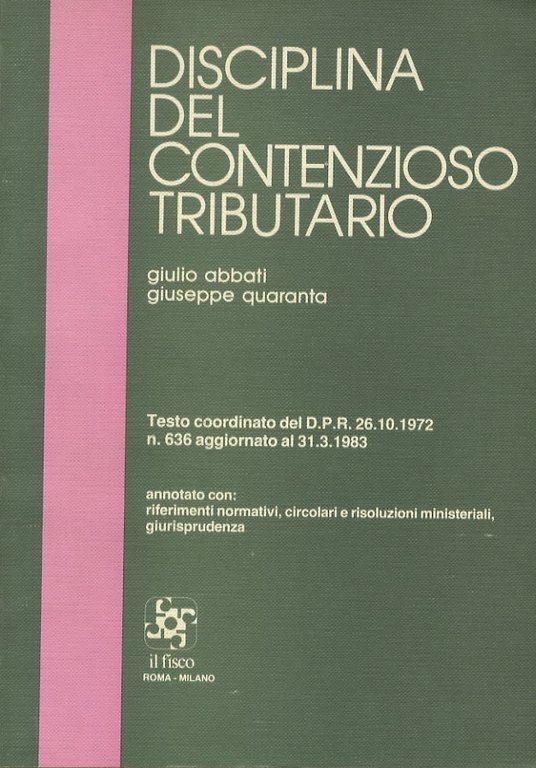 DISCIPLINA
DEL
CONTENZIOSO
TRIBUTARIO
giulio abbati
giuseppe quaranta
Testo coordinato del D.P.R. 26.10.1972
n. 636 aggiornato al 31.3.1983
annotato con:
riferimenti normativi, circolari e risoluzioni ministeriali,
giurisprudenza
il fisco
ROMA - MILANO